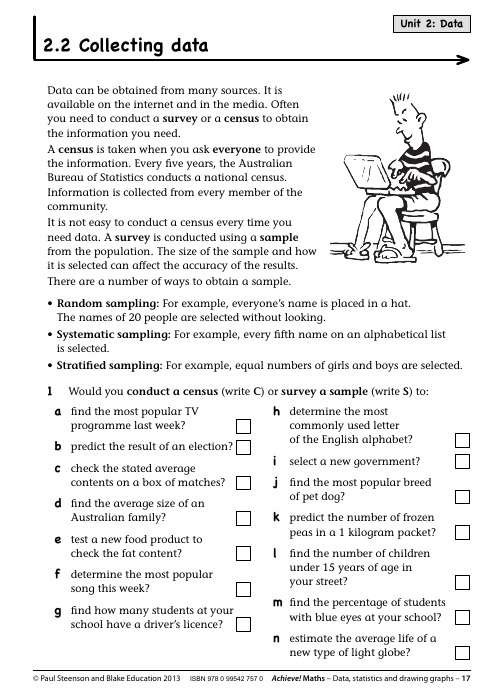 Unit 2: Data
2.2 Collecting data
Data can be obtained from many sources. It is
available on the internet and in the media. Often
you need to conduct a survey or a census to obtain
the information you need.
A census is taken when you ask everyone to provide
the information. Every five years, the Australian
Bureau of Statistics conducts a national census.
Information is collected from every member of the
community.
It is not easy to conduct a census every time you
need data. A survey is conducted using a sample
from the population. The size of the sample and how
it is selected can affect the accuracy of the results.
There are a number of ways to obtain a sample.
• Random sampling: For example, everyone's name is placed in a hat.
The names of 20 people are selected without looking.
• Systematic sampling: For example, every fifth name on an alphabetical list
is selected.
• Stratified sampling: For example, equal numbers of girls and boys are selected.
1 Would you conduct a census (write C) or survey a sample (write S) to:
a find the most popular TV
programme last week?
b predict the result of an election?
c check the stated average
contents on a box of matches?
d find the average size of an
Australian family?
e test a new food product to
check the fat content?
f determine the most popular
song this week?
g find how many students at your
school have a driver's licence?
h determine the most
commonly used letter
of the English alphabet?
i select a new government?
j find the most popular breed
of pet dog?
k predict the number of frozen
peas in a 1 kilogram packet?
l find the number of children
under 15 years of age in
your street?
m find the percentage of students
with blue eyes at your school?
n estimate the average life of a
new type of light globe?
© Paul Steenson and Blake Education 2013 ISBN 978 0 99542 757 0 Achieve! Maths – Data, statistics and drawing graphs – 17